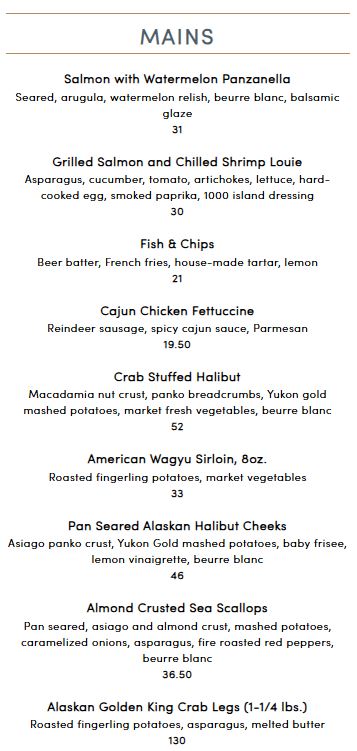 MAINS
Salmon with Watermelon Panzanella
Seared, arugula, watermelon relish, beurre blanc, balsamic
glaze
31
Grilled Salmon and Chilled Shrimp Louie
Asparagus, cucumber, tomato, artichokes, lettuce, hard-
cooked egg, smoked paprika, 1000 island dressing
30
Fish & Chips
Beer batter, French fries, house-made tartar, lemon
21
Cajun Chicken Fettuccine
Reindeer sausage, spicy cajun sauce, Parmesan
19.50
Crab Stuffed Halibut
Macadamia nut crust, panko breadcrumbs, Yukon gold
mashed potatoes, market fresh vegetables, beurre blanc
52
American Wagyu Sirloin, 8oz.
Roasted fingerling potatoes, market vegetables
33
Pan Seared Alaskan Halibut Cheeks
Asiago panko crust, Yukon Gold mashed potatoes, baby frisee,
lemon vinaigrette, beurre blanc
46
Almond Crusted Sea Scallops
Pan seared, asiago and almond crust, mashed potatoes,
caramelized onions, asparagus, fire roasted red peppers,
beurre blanc
36.50
Alaskan Golden King Crab Legs (1-1/4 lbs.)
Roasted fingerling potatoes, asparagus, melted butter
130